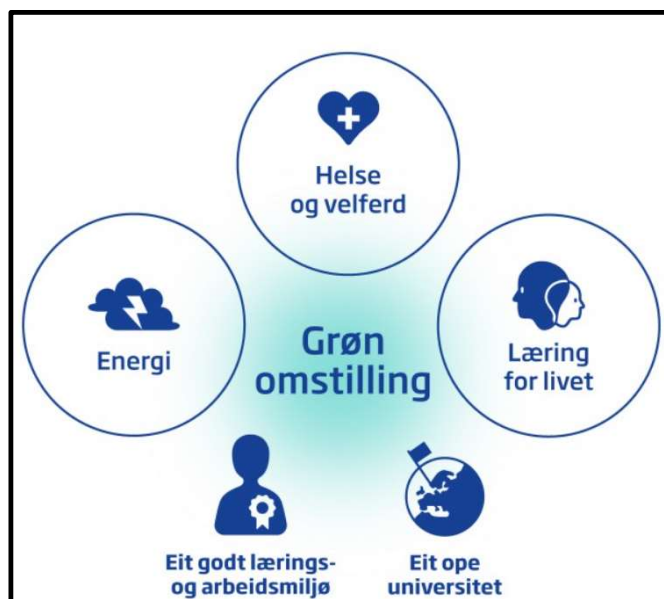 Helse
og velferd
Energi
Grøn
omstilling
Læring
for livet
Eit godt lærings-
og arbeidsmiljø
Eit ope
universitet